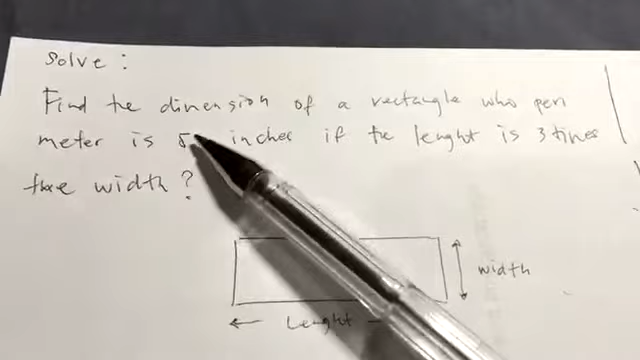 Solve:
Find the dimension of a rectangle who peri
meter is inches if the lenght is 3 times
the width?
width
Lenght